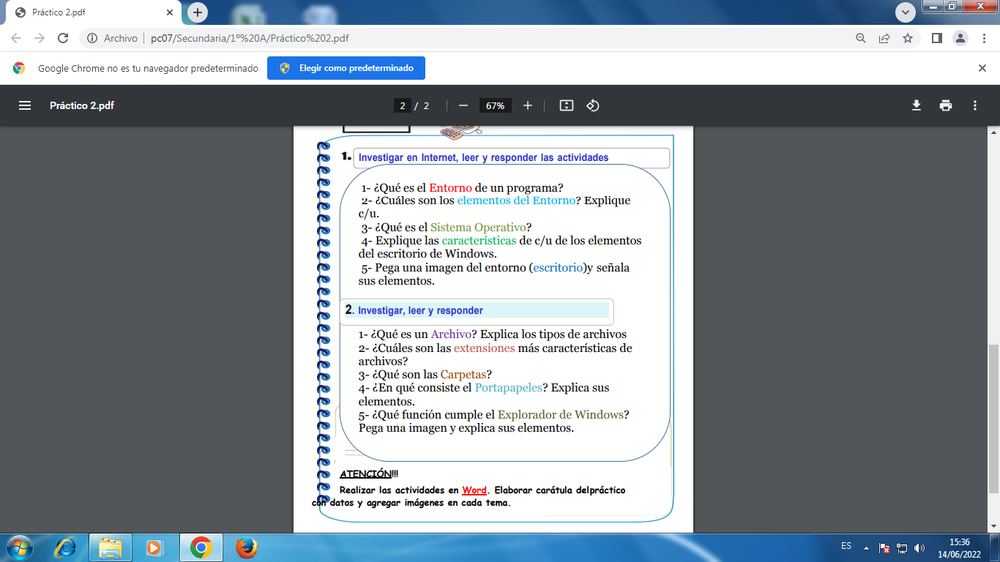 Práctico 2.pdf
Archivo
pc07/Secundaria/1º%20A/Práctico%202.pdf
Google Chrome no es tu navegador predeterminado
Elegir como predeterminado
Práctico 2.pdf
2 / 2
67%
1. Investigar en Internet, leer y responder las actividades
1- ¿Qué es el Entorno de un programa?
2- ¿Cuáles son los elementos del Entorno? Explique
c/u.
3- ¿Qué es el Sistema Operativo?
4- Explique las características de c/u de los elementos
del escritorio de Windows.
5- Pega una imagen del entorno (escritorio)y señala
sus elementos.
2. Investigar, leer y responder
1- ¿Qué es un Archivo? Explica los tipos de archivos
2- ¿Cuáles son las extensiones más características de
archivos?
3- ¿Qué son las Carpetas?
4- ¿En qué consiste el Portapapeles? Explica sus
elementos.
5- ¿Qué función cumple el Explorador de Windows?
Pega una imagen y explica sus elementos.
ATENCIÓN!!!
Realizar las actividades en Word. Elaborar carátula delpráctico
con datos y agregar imágenes en cada tema.
ES
15:36
14/06/2022